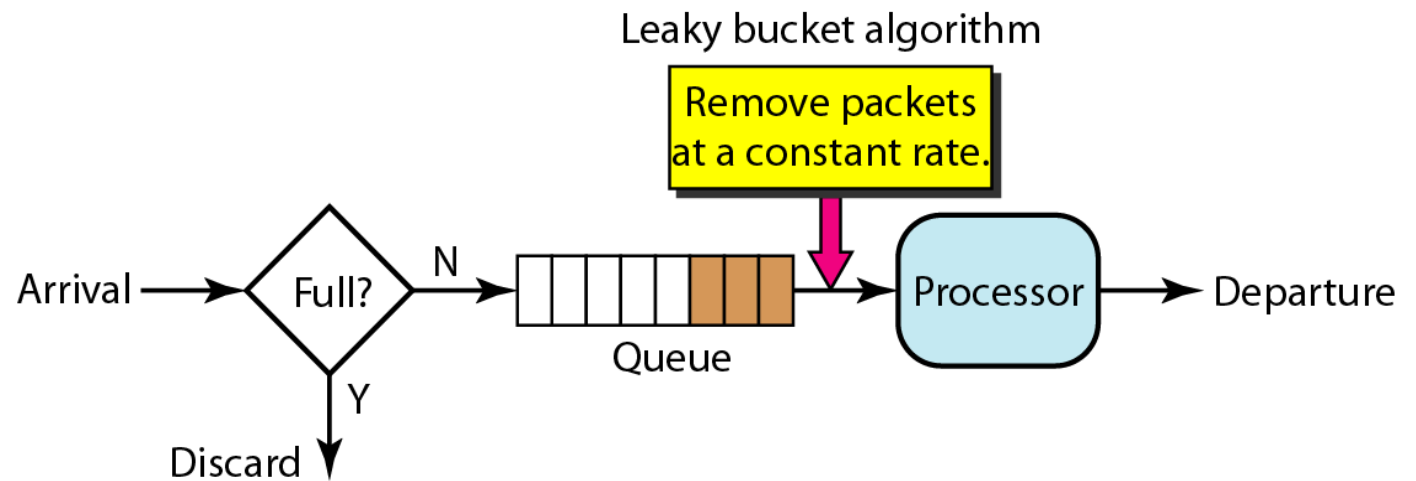 Leaky bucket algorithm
Remove packets
at a constant rate.
Arrival
Full?
N
Y
Discard
Queue
Processor
Departure